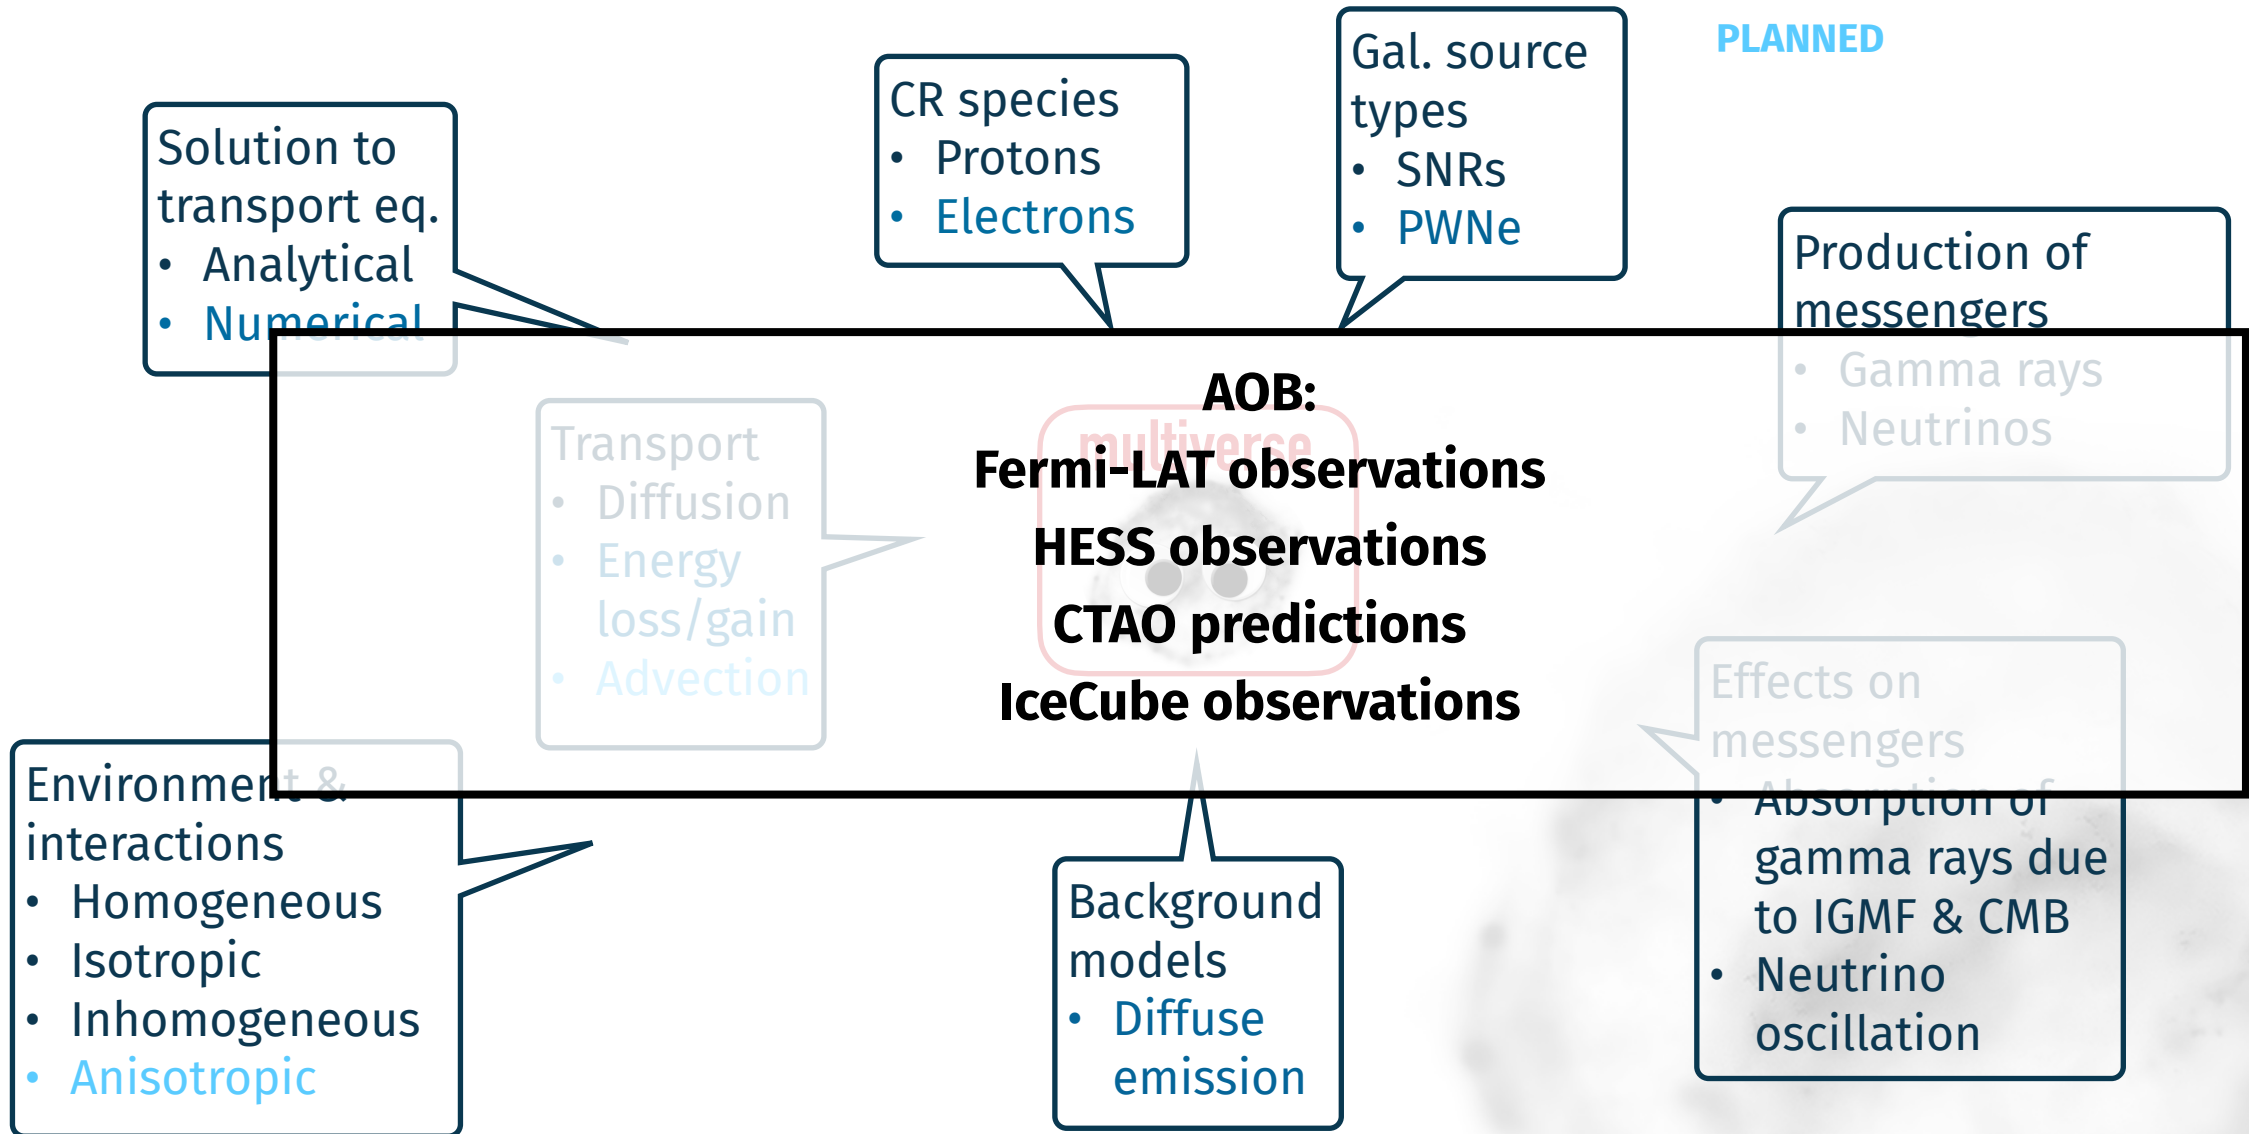 PLANNED
Solution to
transport eq.
• Analytical
• Numerical
CR species
• Protons
• Electrons
Gal. source
types
• SNRs
• PWNe
Production of
messengers
• Gamma rays
• Neutrinos
Transport
• Diffusion
• Energy
loss/gain
• Advection
multiverse
AOB:
Fermi-LAT observations
HESS observations
CTAO predictions
IceCube observations
Effects on
messengers
• Absorption of
gamma rays due
to IGMF & CMB
• Neutrino
oscillation
Environment &
interactions
• Homogeneous
• Isotropic
• Inhomogeneous
• Anisotropic
Background
models
• Diffuse
emission